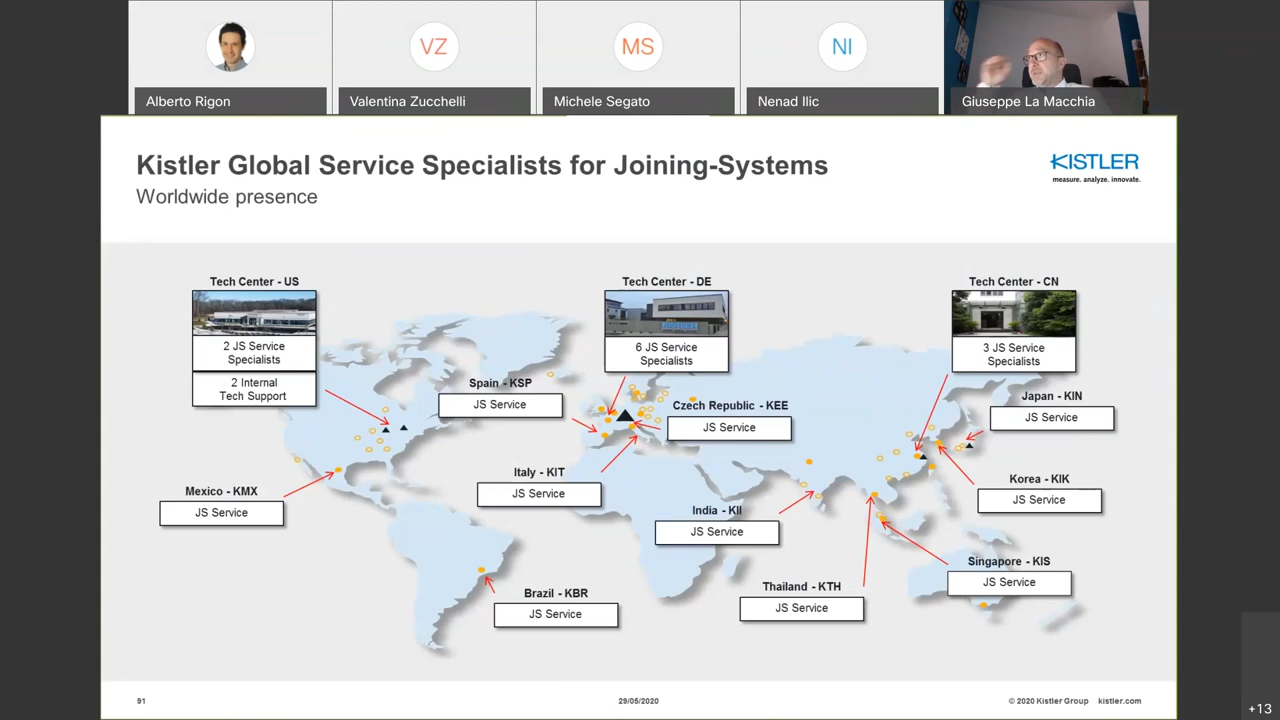 VZ
MS
NI
Alberto Rigon
Valentina Zucchelli
Michele Segato
Nenad Ilic
Giuseppe La Macchia
Kistler Global Service Specialists for Joining-Systems
Worldwide presence
KISTLER
measure. analyze. innovate.
Tech Center - US
2 JS Service
Specialists
2 Internal
Tech Support
Tech Center - DE
6 JS Service
Specialists
Tech Center - CN
3 JS Service
Specialists
Spain - KSP
JS Service
Czech Republic - KEE
JS Service
Japan - KIN
JS Service
Italy - KIT
JS Service
Mexico - KMX
JS Service
India - KII
JS Service
Korea - KIK
JS Service
Brazil - KBR
JS Service
Thailand - KTH
JS Service
Singapore - KIS
JS Service
91
29/05/2020
© 2020 Kistler Group
kistler.com
+13